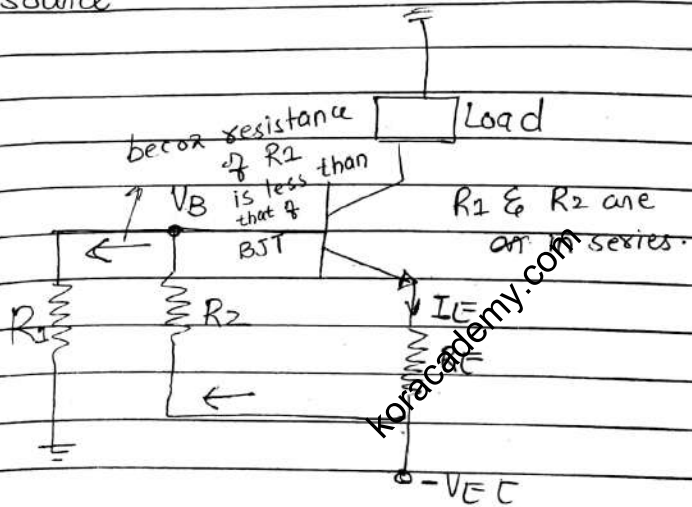 source
becoz resistance
of R1
is less than
that of
BJT
Load
VB
R1 & R2 are
in series.
R1
R2
IE
RE
-VEE
koracademy.com